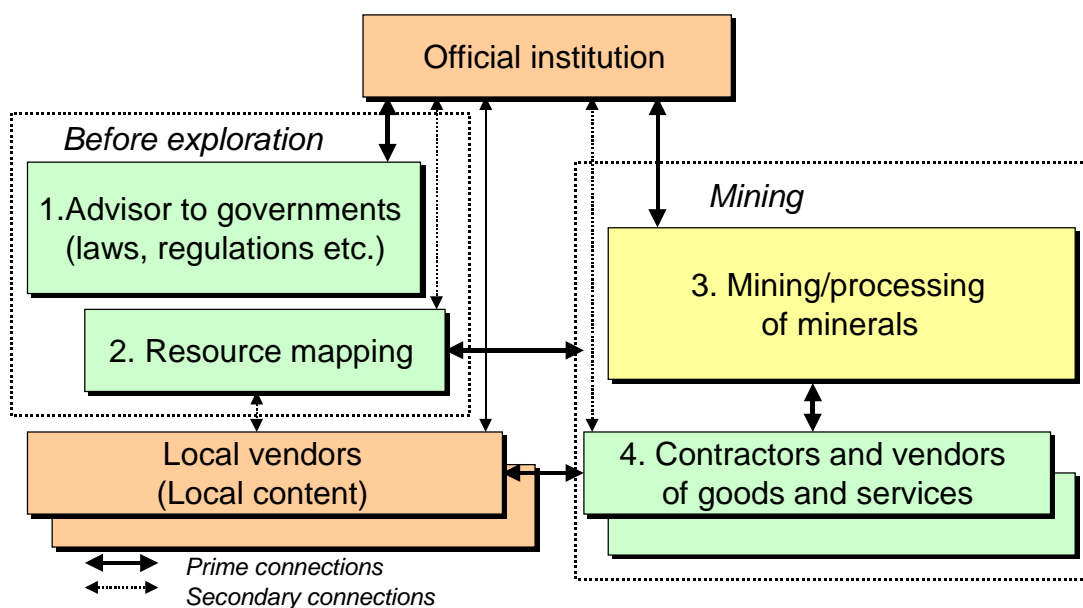 Official institution
Before exploration
1.Advisor to governments
(laws, regulations etc.)
2. Resource mapping
Mining
3. Mining/processing
of minerals
Local vendors
(Local content)
4. Contractors and vendors
of goods and services
Prime connections
Secondary connections